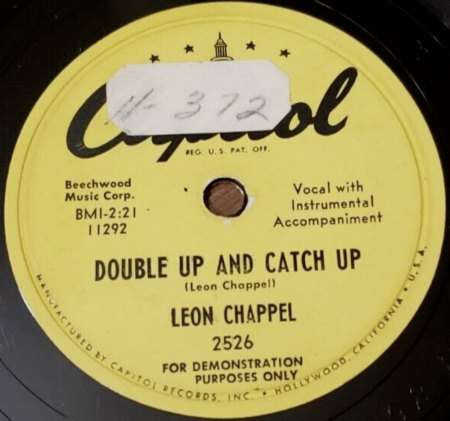 H-372
Capitol
REG. U.S. PAT. OFF.
Beechwood
Music Corp.
BMI-2:21
11292
Vocal with
Instrumental
Accompaniment
DOUBLE UP AND CATCH UP
(Leon Chappel)
LEON CHAPPEL
2526
FOR DEMONSTRATION
PURPOSES ONLY
MANUFACTURED BY CAPITOL RECORDS, INC. • HOLLYWOOD, CALIFORNIA • U.S.A.